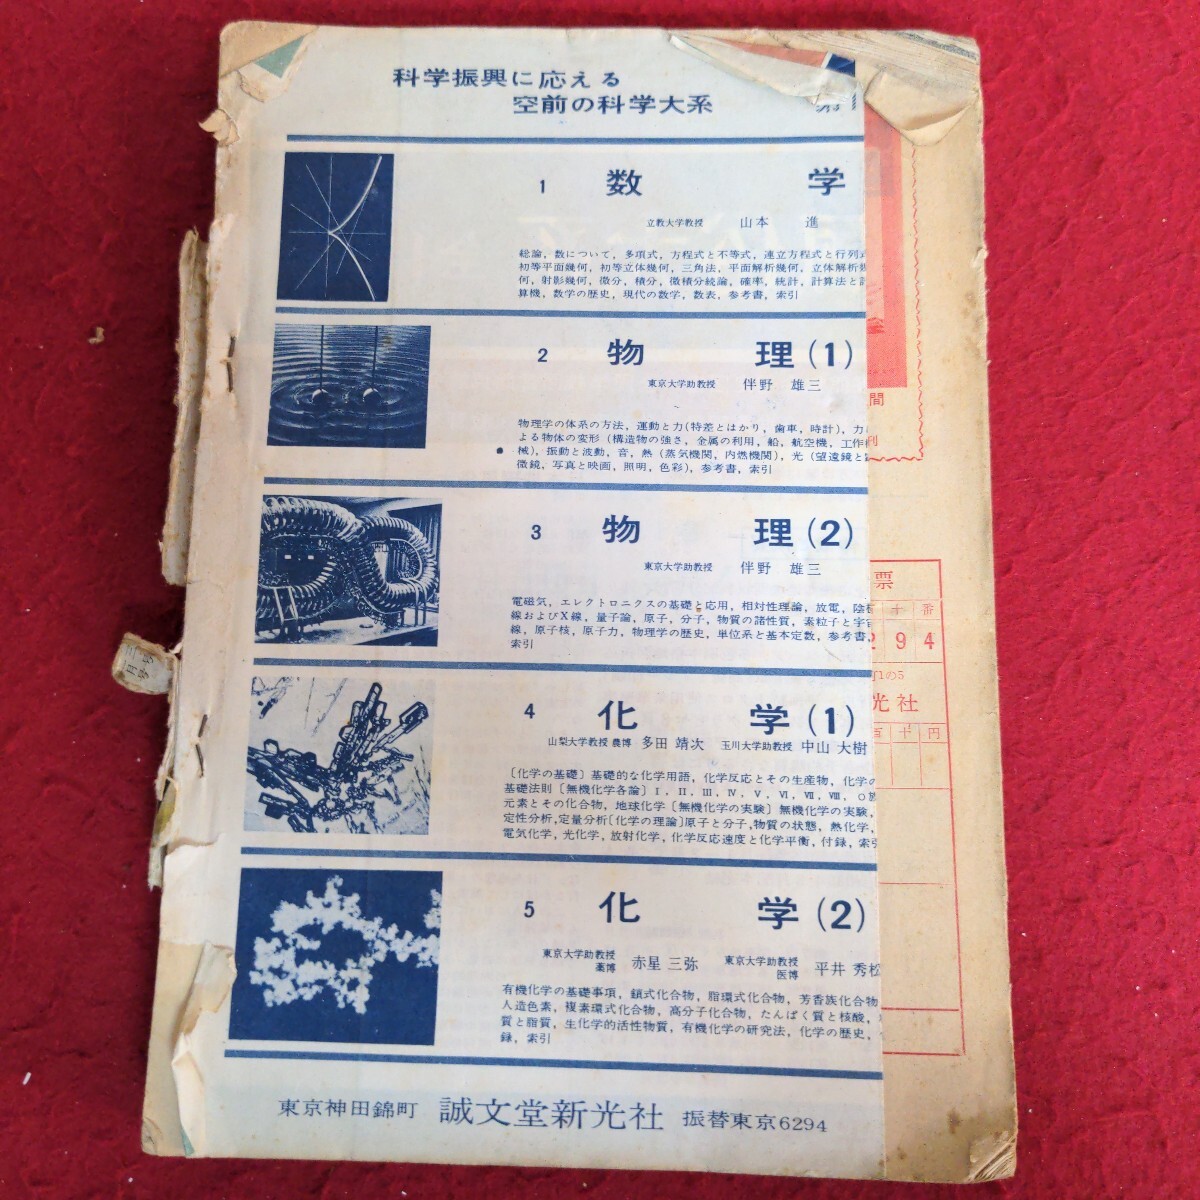 科学振興に応える
空前の科学大系
1 数学
立教大学教授 山本 進
総論，数について，多項式，方程式と不等式，連立方程式と行列式
初等平面幾何，初等立体幾何，三角法，平面解析幾何，立体解析幾
何，射影幾何，微分，積分，微積分続論，確率，統計，計算法と計
算機，数学の歴史，現代の数学，数表，参考書，索引
2 物理(1)
東京大学助教授 伴野 雄三
物理学の体系の方法，運動と力(特差とはかり，歯車，時計)，力に
よる物体の変形(構造物の強さ，金属の利用，船，航空機，工作機
械)，振動と波動，音，熱(蒸気機関，内燃機関)，光(望遠鏡と顕
微鏡，写真と映画，照明，色彩)，参考書，索引
3 物理(2)
東京大学助教授 伴野 雄三
電磁気，エレクトロニクスの基礎と応用，相対性理論，放電，陰極
線およびX線，量子論，原子，分子，物質の諸性質，素粒子と宇宙
線，原子核，原子力，物理学の歴史，単位系と基本定数，参考書，
索引
4 化学(1)
山梨大学教授 農博 多田 靖次 玉川大学助教授 中山 大樹
〔化学の基礎〕基礎的な化学用語，化学反応とその生産物，化学の
基礎法則〔無機化学各論〕I，II，III，IV，V，VI，VII，VIII，O族
元素とその化合物，地球化学〔無機化学の実験〕無機化学の実験，
定性分析，定量分析〔化学の理論〕原子と分子，物質の状態，熱化学，
電気化学，光化学，放射化学，化学反応速度と化学平衡，付録，索引
5 化学(2)
東京大学助教授 薬博 赤星 三弥 東京大学助教授 医博 平井 秀松
有機化学の基礎事項，鎖式化合物，脂環式化合物，芳香族化合物
人造色素，複素環式化合物，高分子化合物，たんぱく質と核酸，
質と脂質，生化学的活性物質，有機化学の研究法，化学の歴史，
録，索引
東京神田錦町 誠文堂新光社 振替東京6294
間
刊
票
十番
294
町1の5
光社
百十円